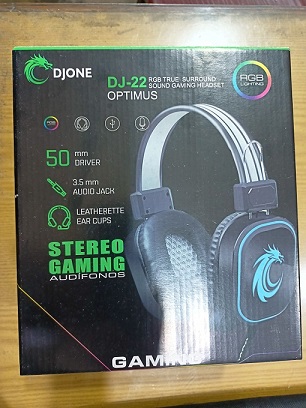 DJONE
DJ-22 RGB TRUE SURROUND
SOUND GAMING HEADSET
OPTIMUS
RGB
LIGHTING
50 mm
DRIVER
3.5 mm
AUDIO JACK
LEATHERETTE
EAR CUPS
STEREO
GAMING
AUDÍFONOS
GAMING